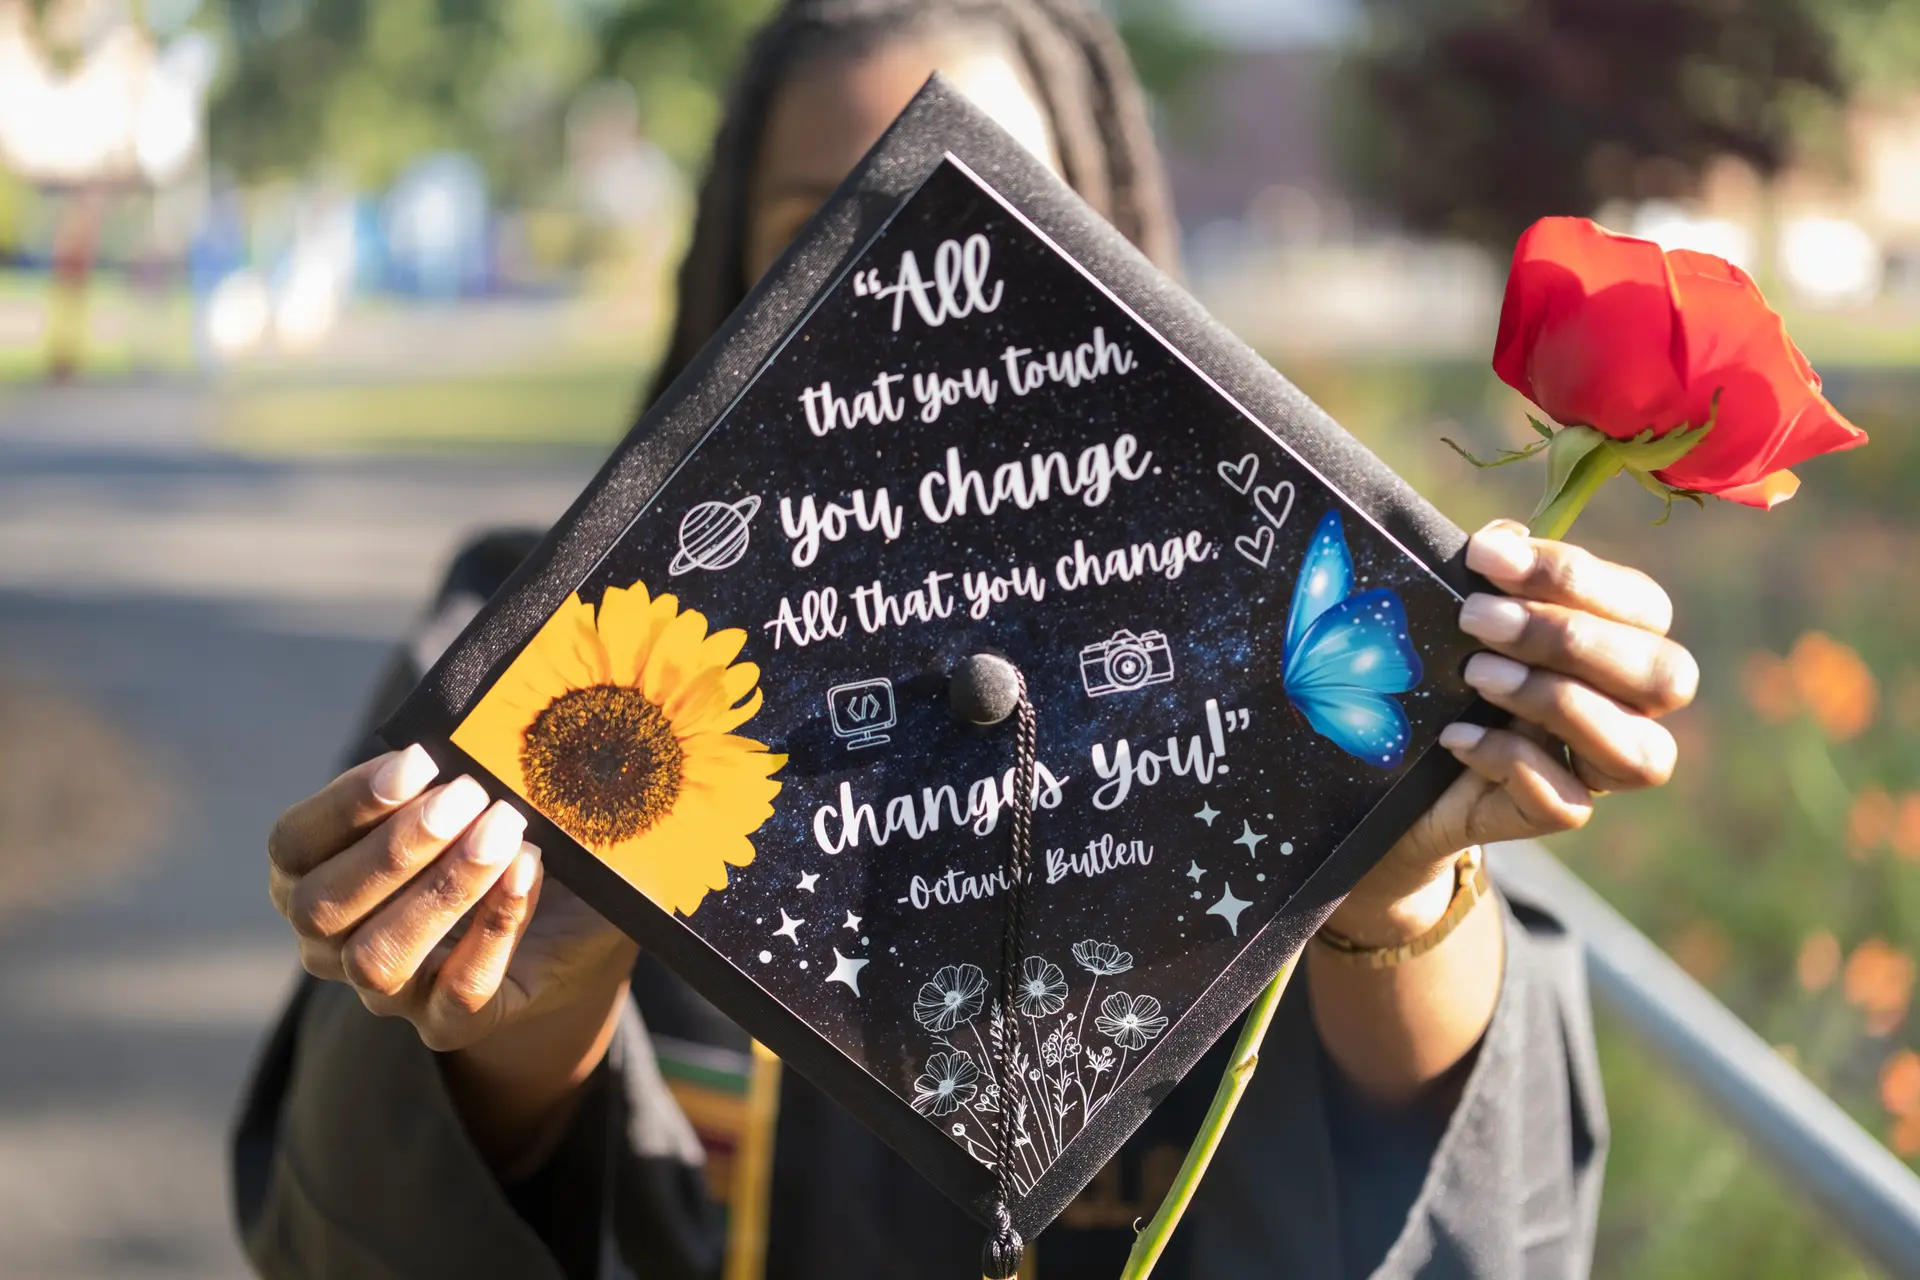 “All
that you touch.
you change.
All that you change.
</>
changes you!”
-Octavia Butler